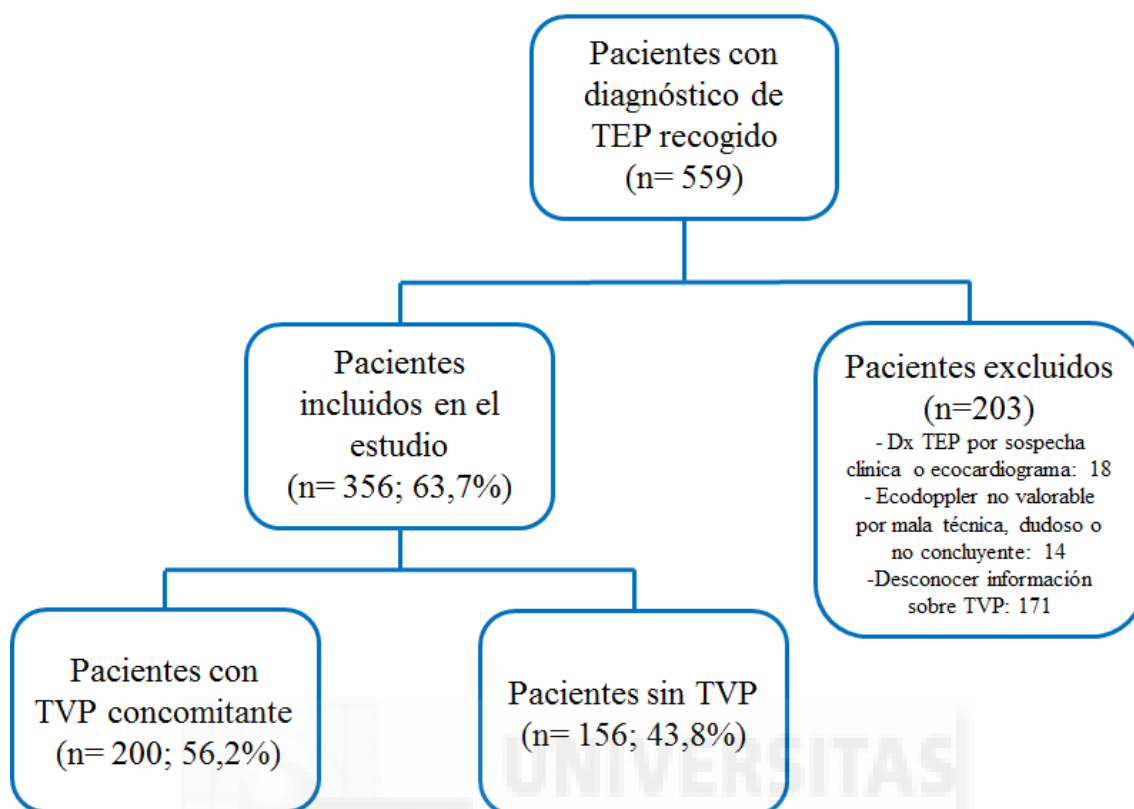 Pacientes con
diagnóstico de
TEP recogido
(n= 559)
Pacientes
incluidos en el
estudio
(n= 356; 63,7%)
Pacientes excluidos
(n=203)
- Dx TEP por sospecha
clínica o ecocardiograma: 18
- Ecodoppler no valorable
por mala técnica, dudoso o
no concluyente: 14
-Desconocer información
sobre TVP: 171
Pacientes con
TVP concomitante
(n= 200; 56,2%)
Pacientes sin TVP
(n= 156; 43,8%)
UNIVERSITAS